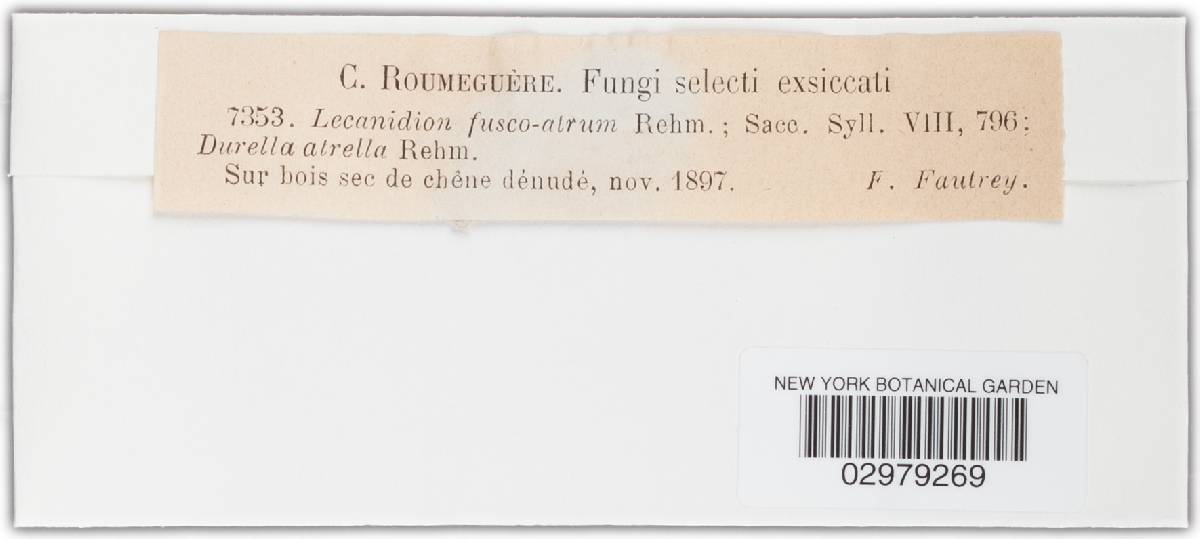 C. ROUMEGUÈRE. Fungi selecti exsiccati
7353. Lecanidion fusco-atrum Rehm.; Sacc. Syll. VIII, 796;
Durella atrella Rehm.
Sur bois sec de chêne dénudé, nov. 1897. F. Fautrey.
NEW YORK BOTANICAL GARDEN
02979269